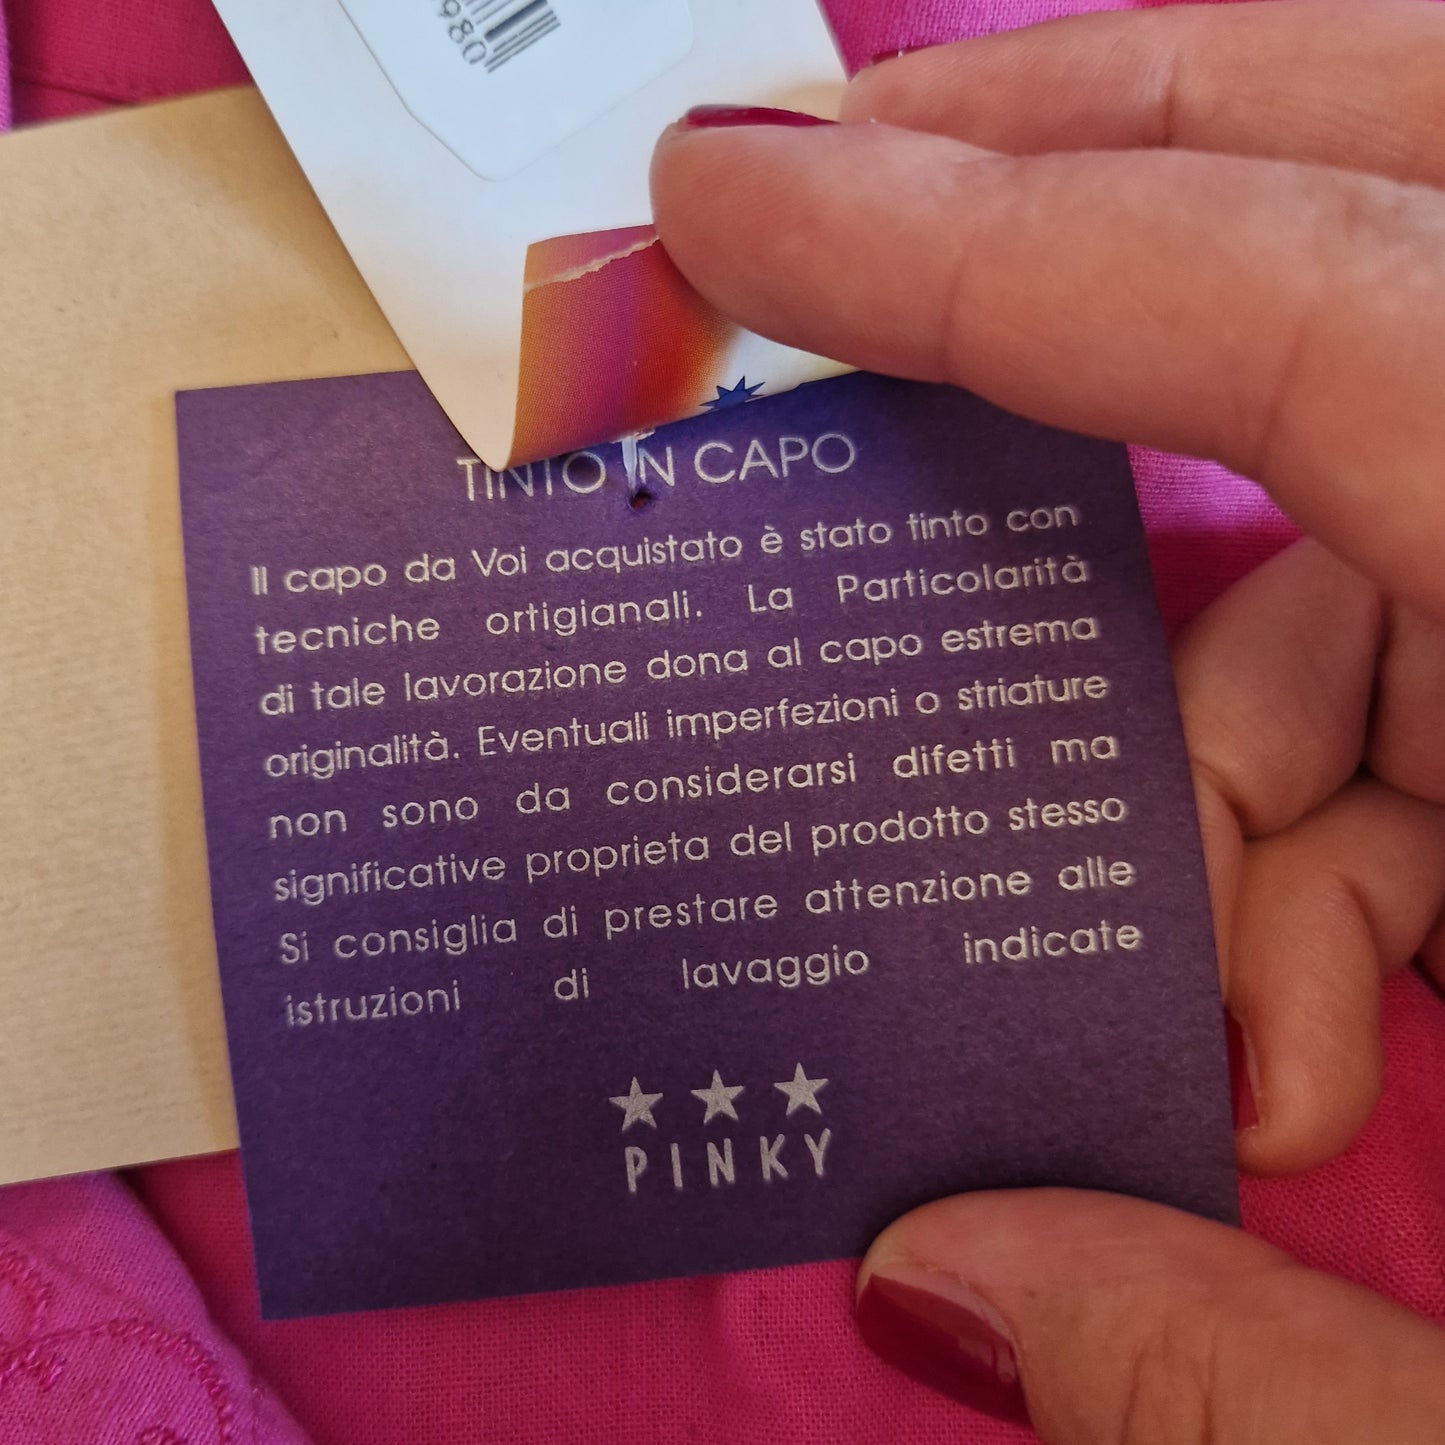 980
TINTO IN CAPO
Il capo da Voi acquistato è stato tinto con
tecniche ortigianali. La Particolarità
di tale lavorazione dona al capo estrema
originalità. Eventuali imperfezioni o striature
non sono da considerarsi difetti ma
significative proprieta del prodotto stesso
Si consiglia di prestare attenzione alle
istruzioni di lavaggio indicate
PINKY